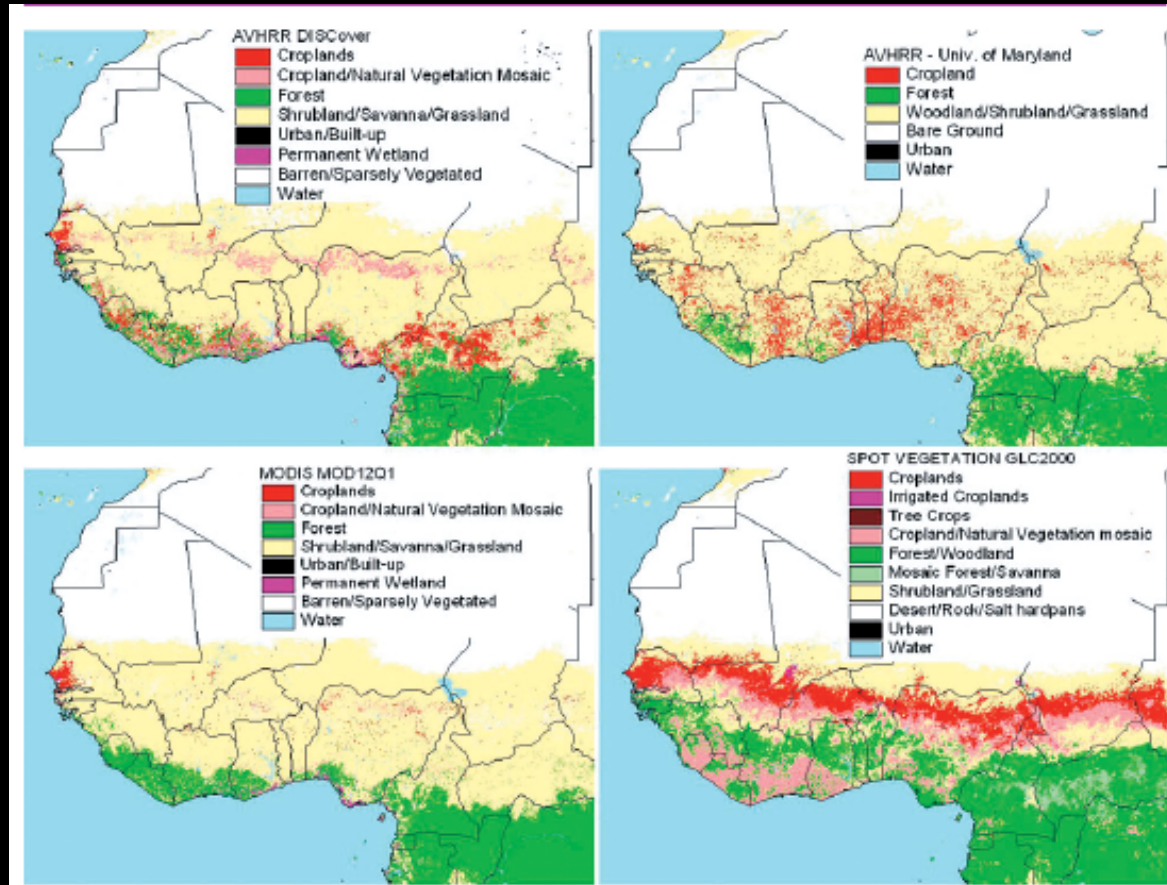 AVHRR DISCover
Croplands
Cropland/Natural Vegetation Mosaic
Forest
Shrubland/Savanna/Grassland
Urban/Built-up
Permanent Wetland
Barren/Sparsely Vegetated
Water
AVHRR - Univ. of Maryland
Cropland
Forest
Woodland/Shrubland/Grassland
Bare Ground
Urban
Water
MODIS MOD12Q1
Croplands
Cropland/Natural Vegetation Mosaic
Forest
Shrubland/Savanna/Grassland
Urban/Built-up
Permanent Wetland
Barren/Sparsely Vegetated
Water
SPOT VEGETATION GLC2000
Croplands
Irrigated Croplands
Tree Crops
Cropland/Natural Vegetation mosaic
Forest/Woodland
Mosaic Forest/Savanna
Shrubland/Grassland
Desert/Rock/Salt hardpans
Urban
Water